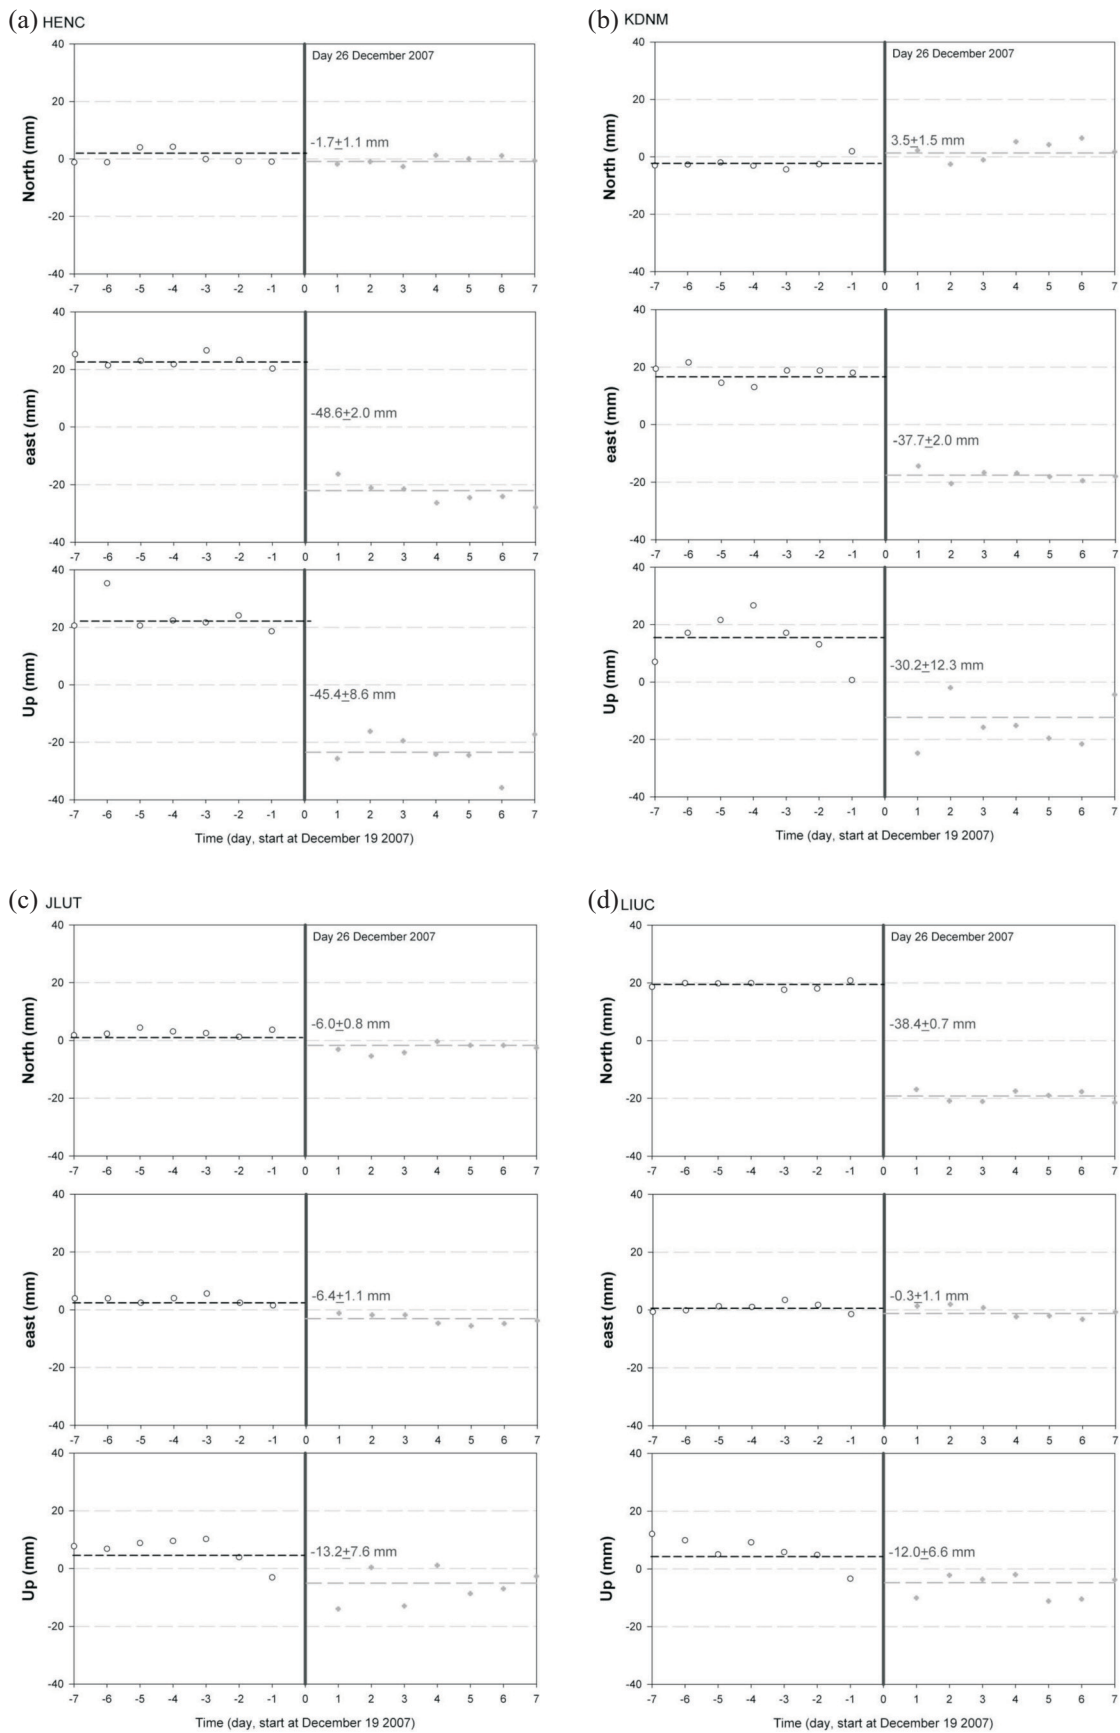 (a) HENC
40
20
0
-20
-40
North (mm)
Day 26 December 2007
-1.7±1.1 mm
-7 -6 -5 -4 -3 -2 -1 0 1 2 3 4 5 6 7
40
20
0
-20
-40
east (mm)
-48.6±2.0 mm
-7 -6 -5 -4 -3 -2 -1 0 1 2 3 4 5 6 7
40
20
0
-20
-40
Up (mm)
-45.4±8.6 mm
-7 -6 -5 -4 -3 -2 -1 0 1 2 3 4 5 6 7
Time (day, start at December 19 2007)
(b) KDNM
40
20
0
-20
-40
North (mm)
Day 26 December 2007
3.5±1.5 mm
-7 -6 -5 -4 -3 -2 -1 0 1 2 3 4 5 6 7
40
20
0
-20
-40
east (mm)
-37.7±2.0 mm
-7 -6 -5 -4 -3 -2 -1 0 1 2 3 4 5 6 7
40
20
0
-20
-40
Up (mm)
-30.2±12.3 mm
-7 -6 -5 -4 -3 -2 -1 0 1 2 3 4 5 6 7
Time (day, start at December 19 2007)
(c) JLUT
40
20
0
-20
-40
North (mm)
Day 26 December 2007
-6.0±0.8 mm
-7 -6 -5 -4 -3 -2 -1 0 1 2 3 4 5 6 7
40
20
0
-20
-40
east (mm)
-6.4±1.1 mm
-7 -6 -5 -4 -3 -2 -1 0 1 2 3 4 5 6 7
40
20
0
-20
-40
Up (mm)
-13.2±7.6 mm
-7 -6 -5 -4 -3 -2 -1 0 1 2 3 4 5 6 7
Time (day, start at December 19 2007)
(d) LIUC
40
20
0
-20
-40
North (mm)
Day 26 December 2007
-38.4±0.7 mm
-7 -6 -5 -4 -3 -2 -1 0 1 2 3 4 5 6 7
40
20
0
-20
-40
east (mm)
-0.3±1.1 mm
-7 -6 -5 -4 -3 -2 -1 0 1 2 3 4 5 6 7
40
20
0
-20
-40
Up (mm)
-12.0±6.6 mm
-7 -6 -5 -4 -3 -2 -1 0 1 2 3 4 5 6 7
Time (day, start at December 19 2007)